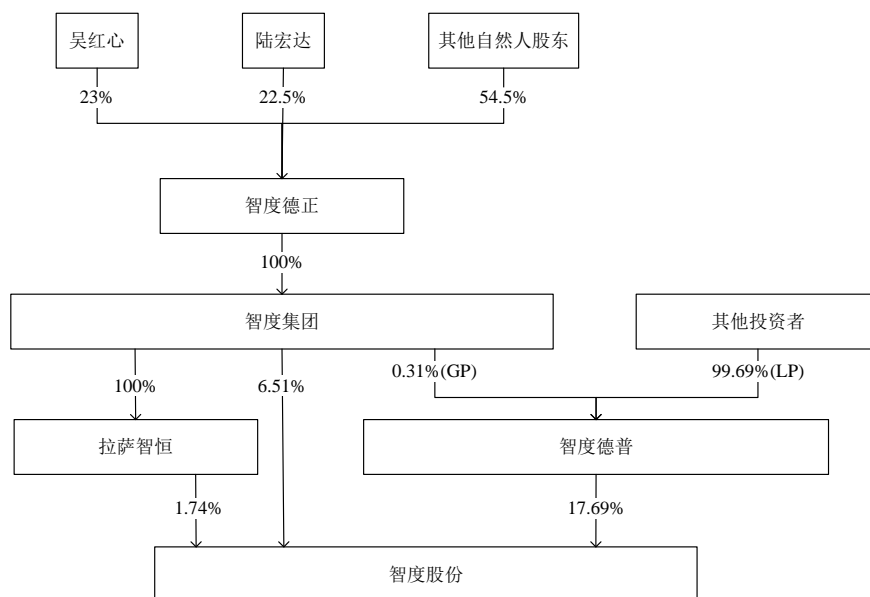 吴红心
陆宏达
其他自然人股东
23%
22.5%
54.5%
智度德正
100%
智度集团
其他投资者
100%
6.51%
0.31%(GP)
99.69%(LP)
拉萨智恒
智度德普
1.74%
17.69%
智度股份